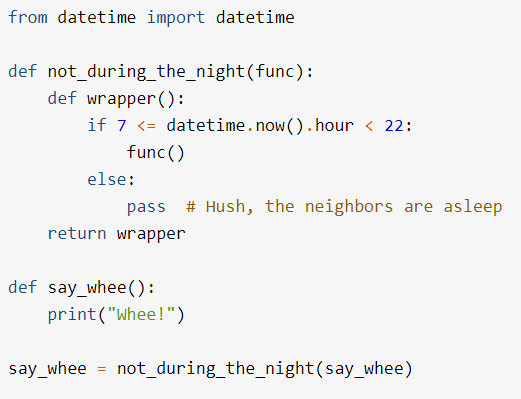 from datetime import datetime

def not_during_the_night(func):
    def wrapper():
        if 7 <= datetime.now().hour < 22:
            func()
        else:
            pass  # Hush, the neighbors are asleep
    return wrapper

def say_whee():
    print("Whee!")

say_whee = not_during_the_night(say_whee)